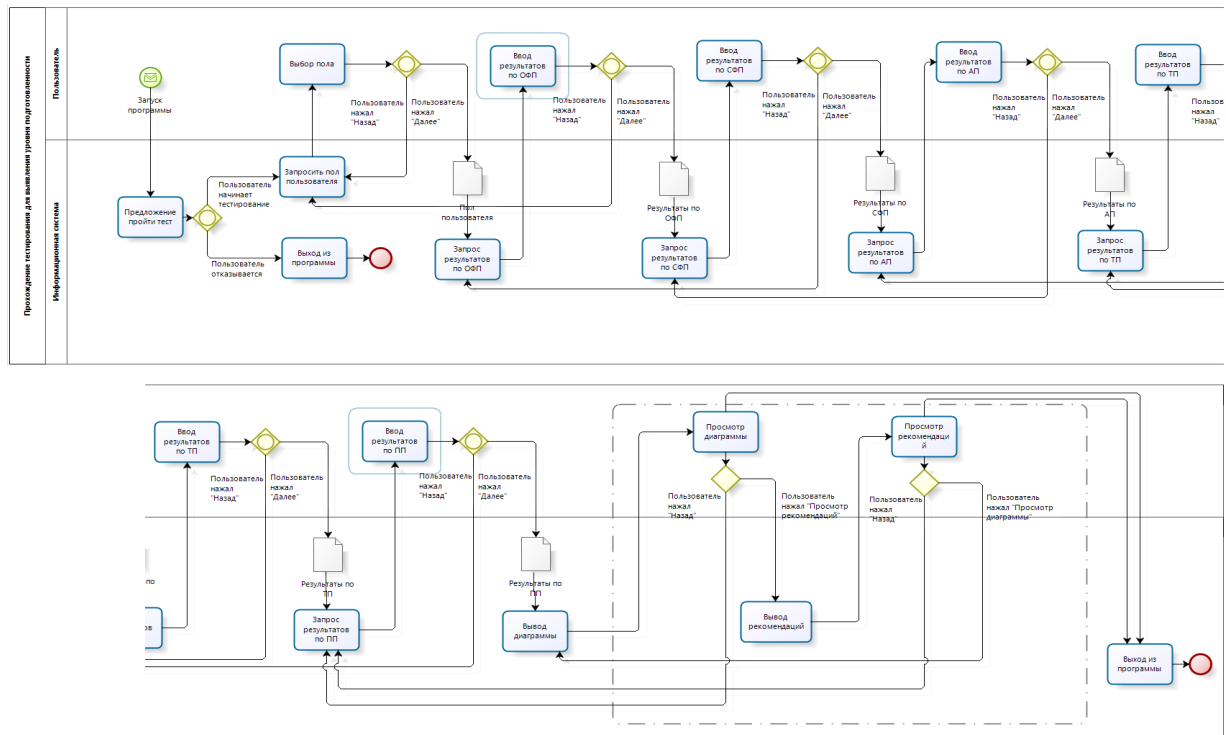 Прохождение тестирования для выявления уровня подготовленности
Пользователь
Информационная система
Запуск
программы
Выбор пола
Пользователь
нажал
"Назад"
Пользователь
нажал
"Далее"
Ввод
результатов
по ОФП
Пользователь
нажал
"Назад"
Пользователь
нажал
"Далее"
Ввод
результатов
по СФП
Пользователь
нажал
"Назад"
Пользователь
нажал
"Далее"
Ввод
результатов
по АП
Пользователь
нажал
"Назад"
Пользователь
нажал
"Далее"
Ввод
результатов
по ТП
Предложение
пройти тест
Пользователь
начинает
тестирование
Пользователь
отказывается
Запросить пол
пользователя
Выход из
программы
Пол
пользователя
Запрос
результатов
по ОФП
Результаты по
ОФП
Запрос
результатов
по СФП
Результаты по
СФП
Запрос
результатов
по АП
Результаты по
АП
Запрос
результатов
по ТП
Ввод
результатов
по ТП
Пользователь
нажал
"Назад"
Пользователь
нажал
"Далее"
Ввод
результатов
по ПП
Пользователь
нажал
"Назад"
Пользователь
нажал
"Далее"
Просмотр
диаграммы
Пользователь
нажал
"Назад"
Пользователь
нажал "Просмотр
рекомендаций"
Просмотр
рекомендаци
й
Пользователь
нажал
"Назад"
Пользователь
нажал "Просмотр
диаграммы"
по
Результаты по
ТП
Запрос
результатов
по ПП
Результаты по
ПП
Вывод
диаграммы
Вывод
рекомендаций
Выход из
программы